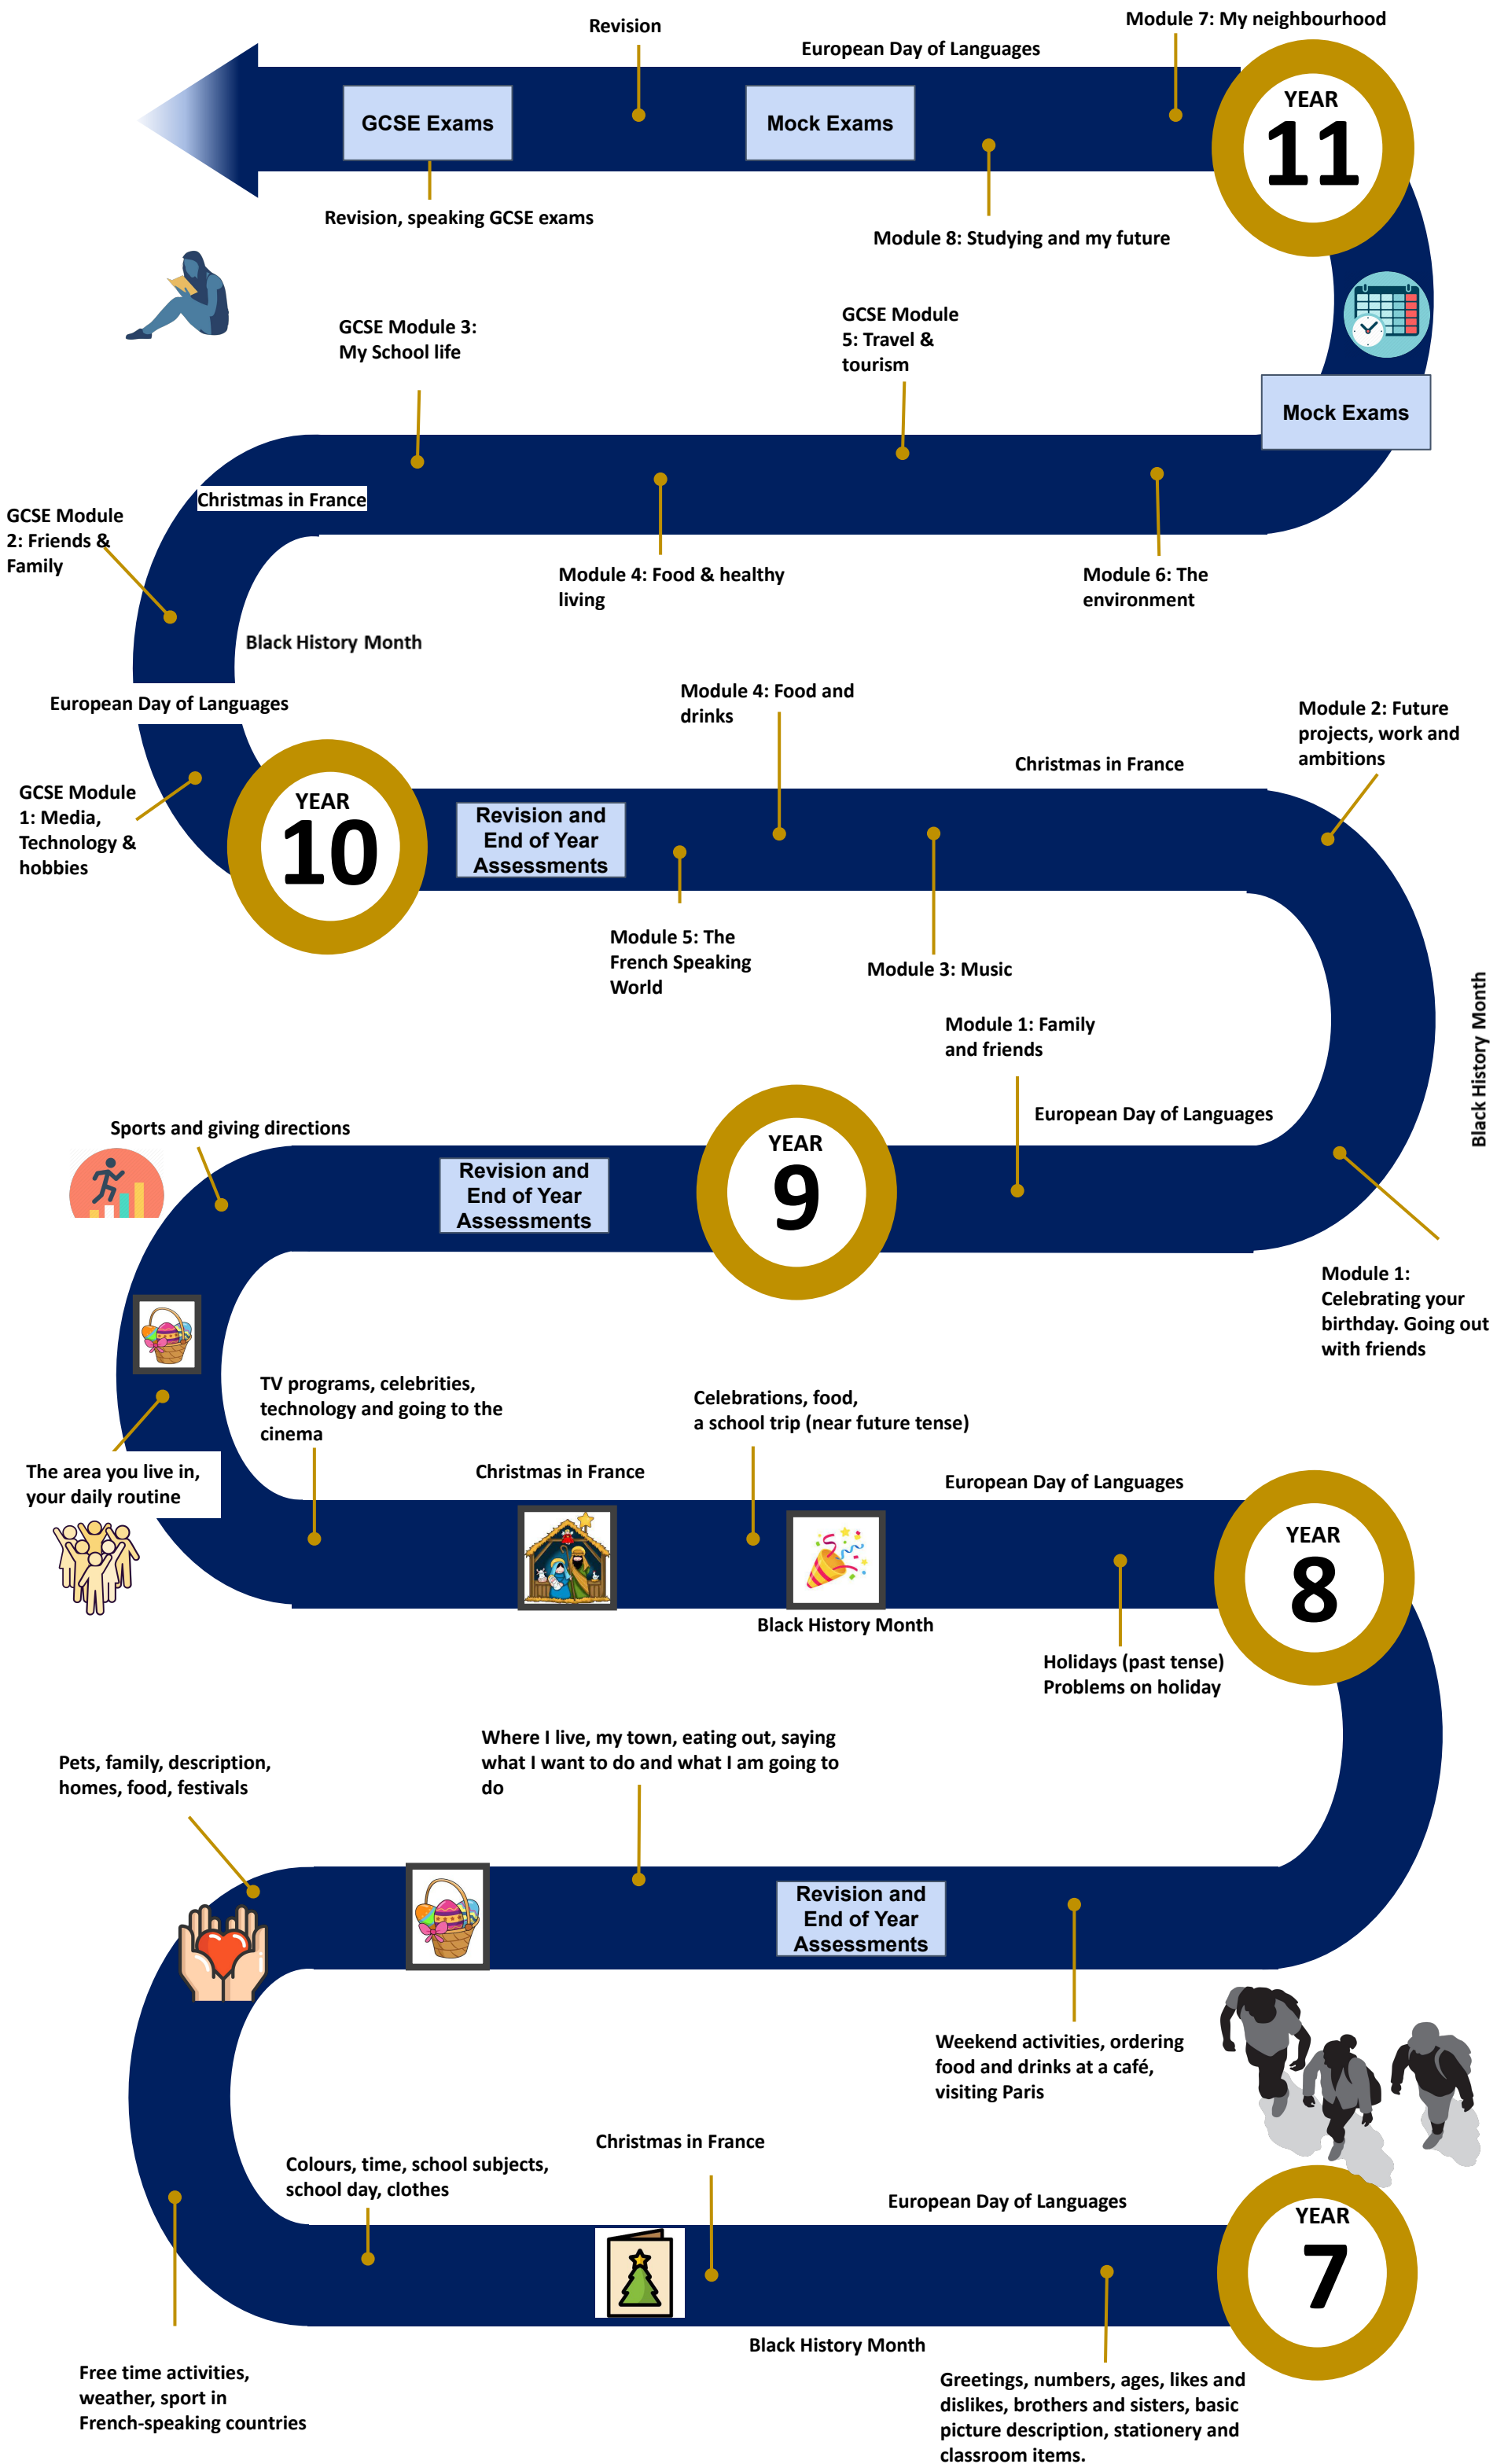 Revision
Module 7: My neighbourhood
European Day of Languages
YEAR
11
GCSE Exams
Mock Exams
Revision, speaking GCSE exams
Module 8: Studying and my future
GCSE Module 3:
My School life
GCSE Module
5: Travel &
tourism
Mock Exams
Christmas in France
GCSE Module
2: Friends &
Family
Module 4: Food & healthy
living
Module 6: The
environment
Black History Month
European Day of Languages
Module 4: Food and
drinks
Module 2: Future
projects, work and
ambitions
Christmas in France
GCSE Module
1: Media,
Technology &
hobbies
YEAR
10
Revision and
End of Year
Assessments
Module 5: The
French Speaking
World
Module 3: Music
Black History Month
Module 1: Family
and friends
European Day of Languages
Sports and giving directions
Revision and
End of Year
Assessments
YEAR
9
Module 1:
Celebrating your
birthday. Going out
with friends
TV programs, celebrities,
technology and going to the
cinema
Celebrations, food,
a school trip (near future tense)
The area you live in,
your daily routine
Christmas in France
European Day of Languages
YEAR
8
Black History Month
Holidays (past tense)
Problems on holiday
Where I live, my town, eating out, saying
what I want to do and what I am going to
do
Pets, family, description,
homes, food, festivals
Revision and
End of Year
Assessments
Weekend activities, ordering
food and drinks at a café,
visiting Paris
Christmas in France
Colours, time, school subjects,
school day, clothes
European Day of Languages
YEAR
7
Black History Month
Free time activities,
weather, sport in
French-speaking countries
Greetings, numbers, ages, likes and
dislikes, brothers and sisters, basic
picture description, stationery and
classroom items.